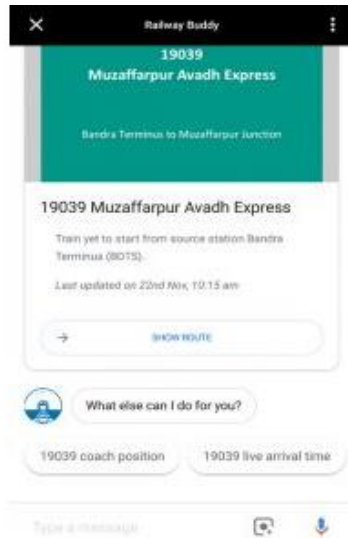 Railway Buddy
19039
Muzaffarpur Avadh Express
Bandra Terminus to Muzaffarpur Junction
19039 Muzaffarpur Avadh Express
Train yet to start from source station Bandra
Terminus (BDTS).
Last updated on 22nd Nov, 10:15 am
SHOW ROUTE
What else can I do for you?
19039 coach position
19039 live arrival time
Type a message